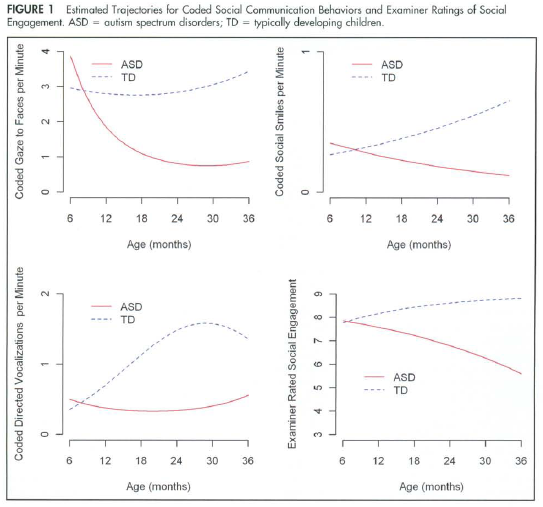 FIGURE 1 Estimated Trajectories for Coded Social Communication Behaviors and Examiner Ratings of Social
Engagement. ASD = autism spectrum disorders; TD = typically developing children.
Coded Gaze to Faces per Minute
4
3
2
1
0
ASD
TD
6 12 18 24 30 36
Age (months)
Coded Social Smiles per Minute
1
0
ASD
TD
6 12 18 24 30 36
Age (months)
Coded Directed Vocalizations per Minute
2
1
0
ASD
TD
6 12 18 24 30 36
Age (months)
Examiner Rated Social Engagement
9
8
7
6
5
4
3
ASD
TD
6 12 18 24 30 36
Age (months)